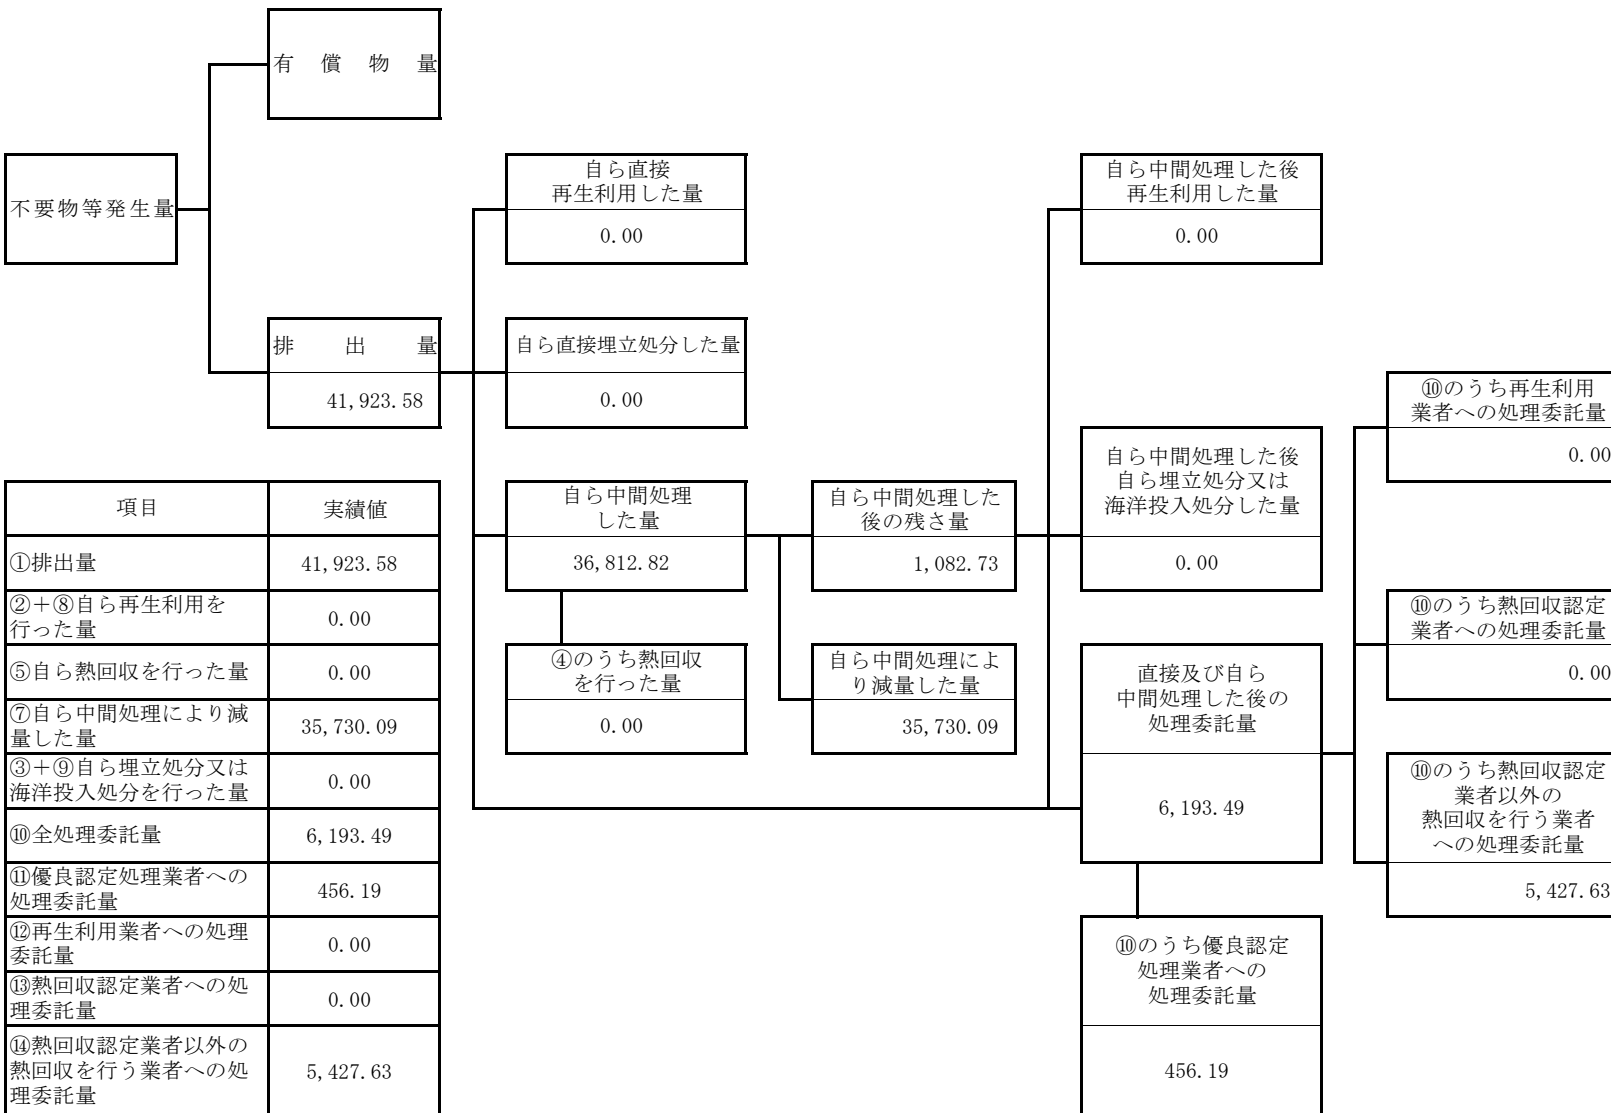 有償物量
不要物等発生量
排出量
41,923.58
自ら直接
再生利用した量
0.00
自ら直接埋立処分した量
0.00
自ら中間処理
した量
36,812.82
④のうち熱回収
を行った量
0.00
自ら中間処理した
後の残さ量
1,082.73
自ら中間処理によ
り減量した量
35,730.09
自ら中間処理した後
再生利用した量
0.00
自ら中間処理した後
自ら埋立処分又は
海洋投入処分した量
0.00
直接及び自ら
中間処理した後の
処理委託量
6,193.49
⑩のうち優良認定
処理業者への
処理委託量
456.19
⑩のうち再生利用
業者への処理委託量
0.00
⑩のうち熱回収認定
業者への処理委託量
0.00
⑩のうち熱回収認定
業者以外の
熱回収を行う業者
への処理委託量
5,427.63
項目 実績値
①排出量 41,923.58
②+⑧自ら再生利用を
行った量 0.00
⑤自ら熱回収を行った量 0.00
⑦自ら中間処理により減
量した量 35,730.09
③+⑨自ら埋立処分又は
海洋投入処分を行った量 0.00
⑩全処理委託量 6,193.49
⑪優良認定処理業者への
処理委託量 456.19
⑫再生利用業者への処理
委託量 0.00
⑬熱回収認定業者への処
理委託量 0.00
⑭熱回収認定業者以外の
熱回収を行う業者への処
理委託量 5,427.63